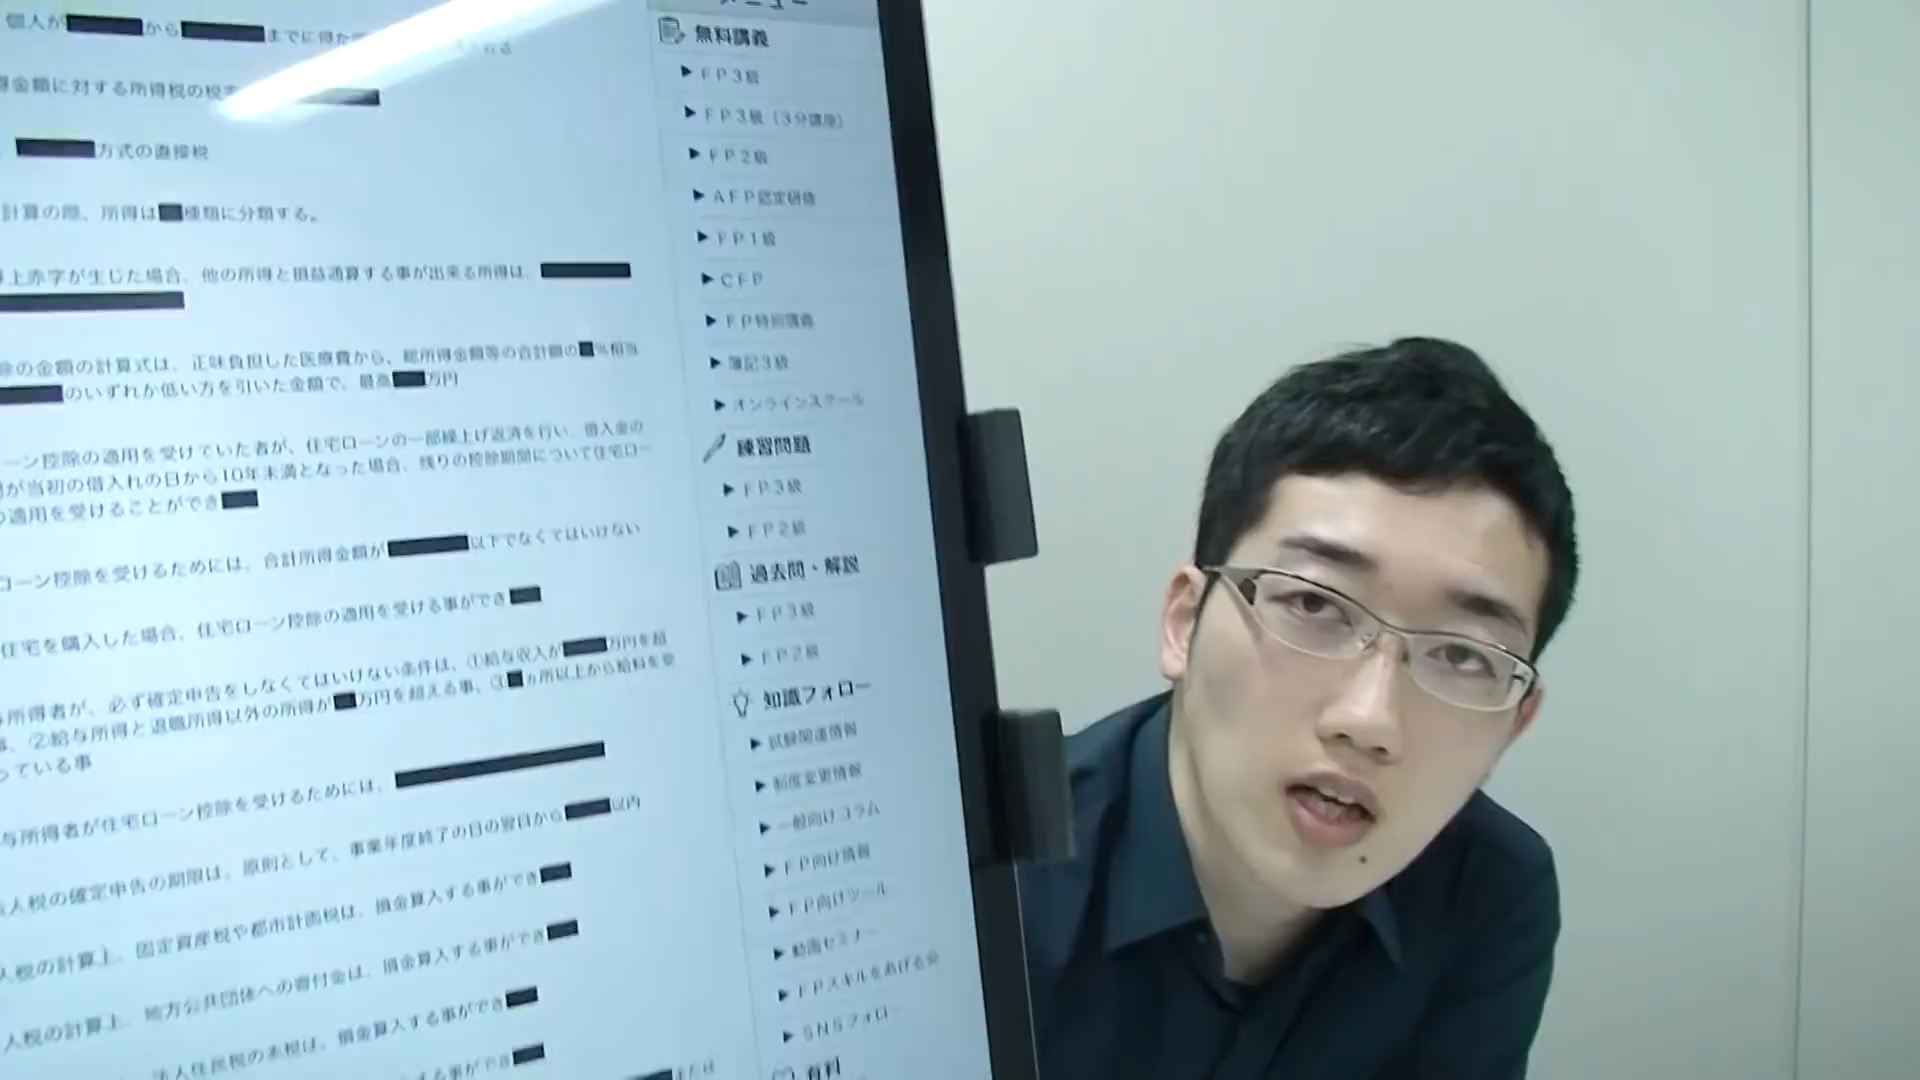 個人が
から
までに得た
得金額に対する所得税の税
方式の直接税
計算の際、所得は
種類に分類する。
上赤字が生じた場合、他の所得と損益通算する事が出来る所得は、
除の金額の計算式は、正味負担した医療費から、総所得金額等の合計額の
%相当
のいずれか低い方を引いた金額で、最高
万円
ーン控除の適用を受けていた者が、住宅ローンの一部繰上げ返済を行い、借入金の
が当初の借入れの日から10年未満となった場合、残りの控除期間について住宅ロー
適用を受けることができ
ローン控除を受けるためには、合計所得金額が
以下でなくてはいけない
住宅を購入した場合、住宅ローン控除の適用を受ける事ができ
所得者が、必ず確定申告をしなくてはいけない条件は、①給与収入が
万円を超
、②給与所得と退職所得以外の所得が
万円を超える事、③
ヵ所以上から給料を受
っている事
与所得者が住宅ローン控除を受けるためには、
人税の確定申告の期限は、原則として、事業年度終了の日の翌日から
以内
人税の計算上、固定資産税や都市計画税は、損金算入する事ができ
人税の計算上、地方公共団体への寄付金は、損金算入する事ができ
法人住民税の本税は、損金算入する事ができ
する事ができ
または
メニュー
無料講義
▶ FP3級
▶ FP3級（3分講座）
▶ FP2級
▶ AFP認定研修
▶ FP1級
▶ CFP
▶ FP特別講義
▶ 簿記3級
▶ オンラインスクール
練習問題
▶ FP3級
▶ FP2級
過去問・解説
▶ FP3級
▶ FP2級
知識フォロー
▶ 試験関連情報
▶ 制度変更情報
▶ 一般向けコラム
▶ FP向け情報
▶ FP向けツール
▶ 動画セミナー
▶ FPスキルをあげる会
▶ SNSフォロー
有料